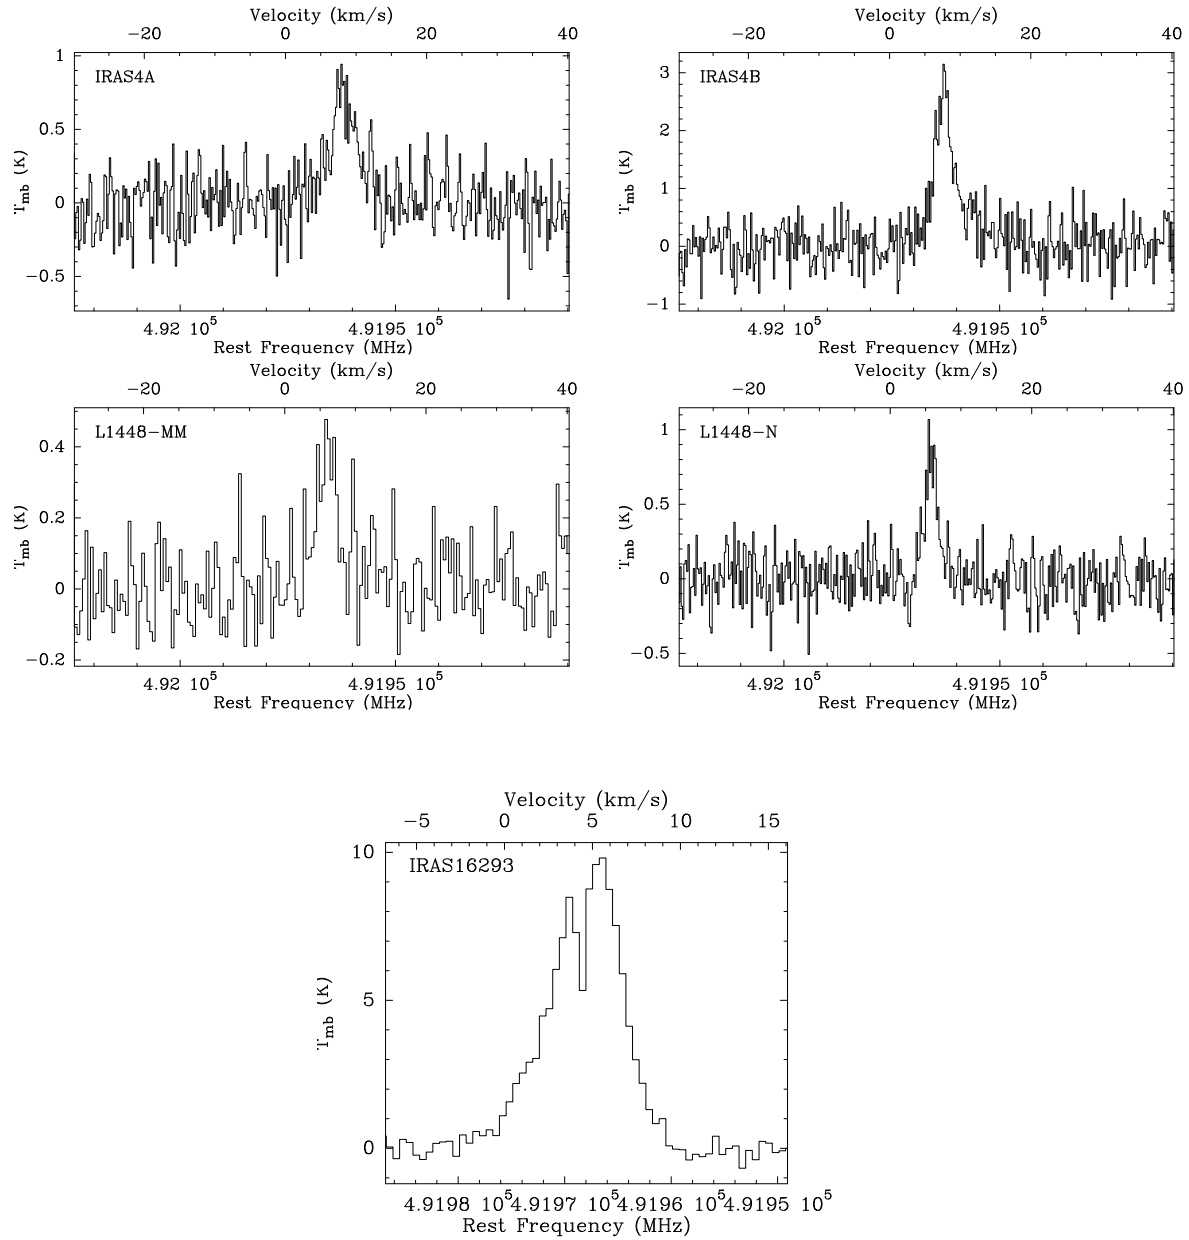 Velocity (km/s)
−20 0 20 40
1
IRAS4A
0.5
T_mb (K)
0
−0.5
4.92 10^5 4.9195 10^5
Rest Frequency (MHz)
Velocity (km/s)
−20 0 20 40
3
IRAS4B
2
T_mb (K)
1
0
−1
4.92 10^5 4.9195 10^5
Rest Frequency (MHz)
Velocity (km/s)
−20 0 20 40
L1448−MM
0.4
T_mb (K)
0.2
0
−0.2
4.92 10^5 4.9195 10^5
Rest Frequency (MHz)
Velocity (km/s)
−20 0 20 40
1
L1448−N
0.5
T_mb (K)
0
−0.5
4.92 10^5 4.9195 10^5
Rest Frequency (MHz)
Velocity (km/s)
−5 0 5 10 15
10
IRAS16293
T_mb (K)
5
0
4.9198 10^5 4.9197 10^5 4.9196 10^5 4.9195 10^5
Rest Frequency (MHz)